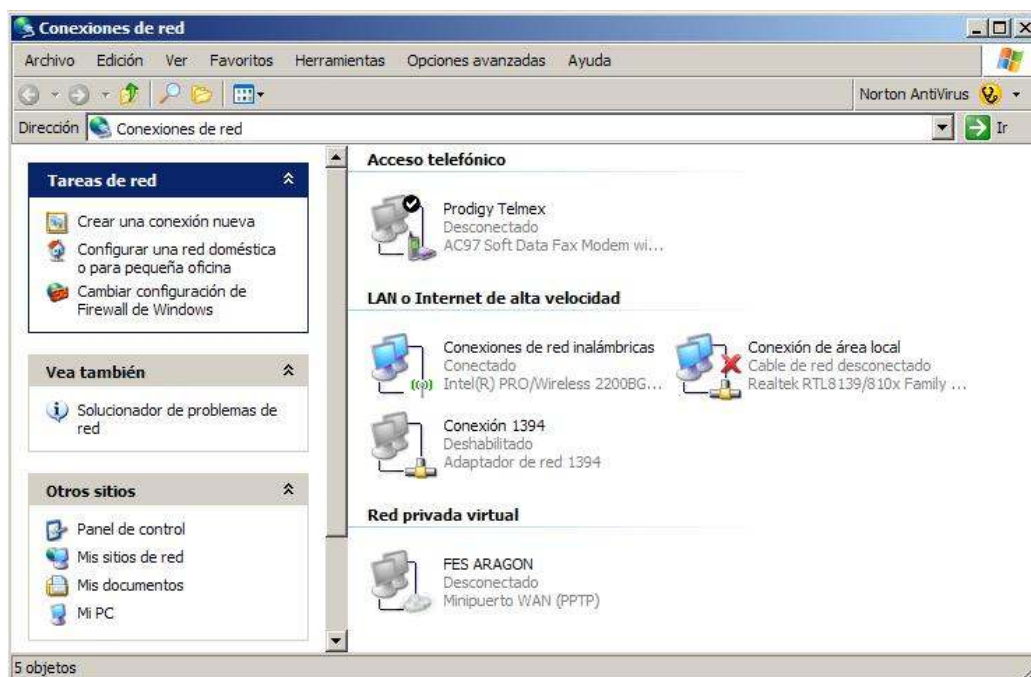 Conexiones de red
Archivo Edición Ver Favoritos Herramientas Opciones avanzadas Ayuda
Norton AntiVirus
Dirección Conexiones de red Ir
Tareas de red
Crear una conexión nueva
Configurar una red doméstica
o para pequeña oficina
Cambiar configuración de
Firewall de Windows
Vea también
Solucionador de problemas de
red
Otros sitios
Panel de control
Mis sitios de red
Mis documentos
Mi PC
Acceso telefónico
Prodigy Telmex
Desconectado
AC97 Soft Data Fax Modem wi...
LAN o Internet de alta velocidad
Conexiones de red inalámbricas
Conectado
Intel(R) PRO/Wireless 2200BG...
Conexión de área local
Cable de red desconectado
Realtek RTL8139/810x Family ...
Conexión 1394
Deshabilitado
Adaptador de red 1394
Red privada virtual
FES ARAGON
Desconectado
Minipuerto WAN (PPTP)
5 objetos